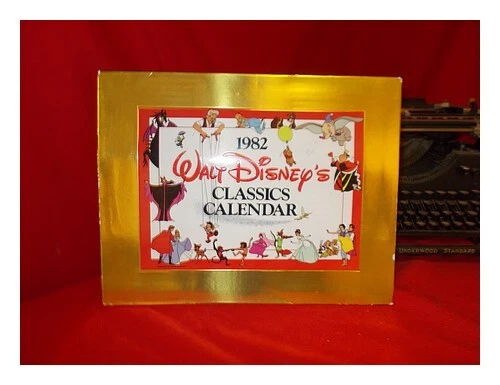 1982
WALT DISNEY'S
CLASSICS
CALENDAR
UNDERWOOD STANDARD